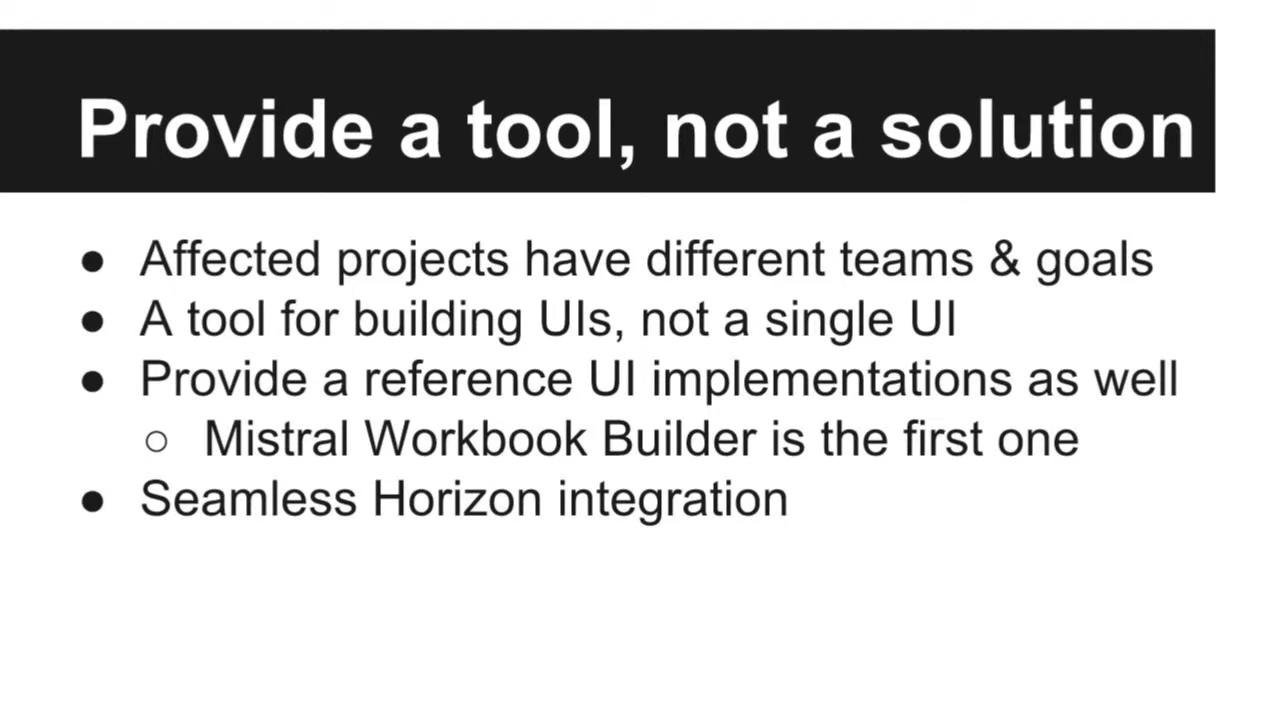 Provide a tool, not a solution
● Affected projects have different teams & goals
● A tool for building UIs, not a single UI
● Provide a reference UI implementations as well
○ Mistral Workbook Builder is the first one
● Seamless Horizon integration